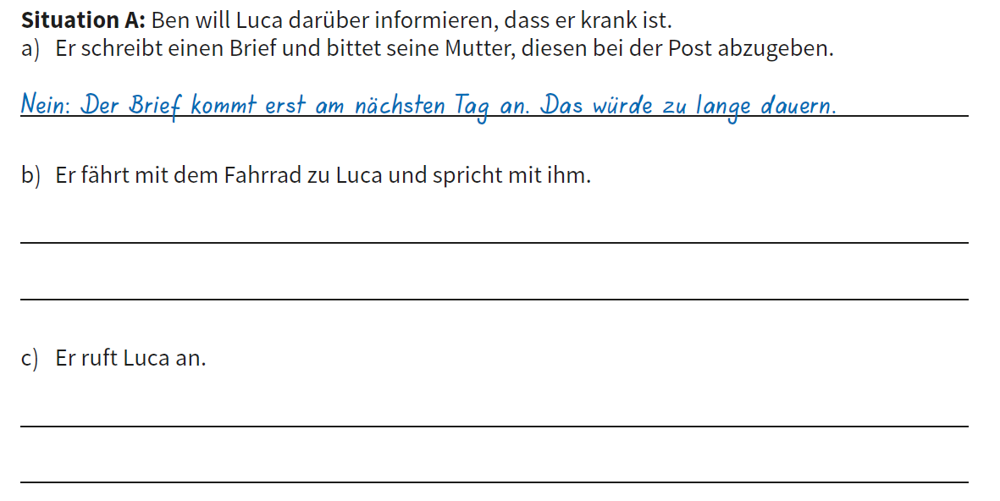 Situation A: Ben will Luca darüber informieren, dass er krank ist.
a) Er schreibt einen Brief und bittet seine Mutter, diesen bei der Post abzugeben.
Nein: Der Brief kommt erst am nächsten Tag an. Das würde zu lange dauern.
b) Er fährt mit dem Fahrrad zu Luca und spricht mit ihm.
c) Er ruft Luca an.